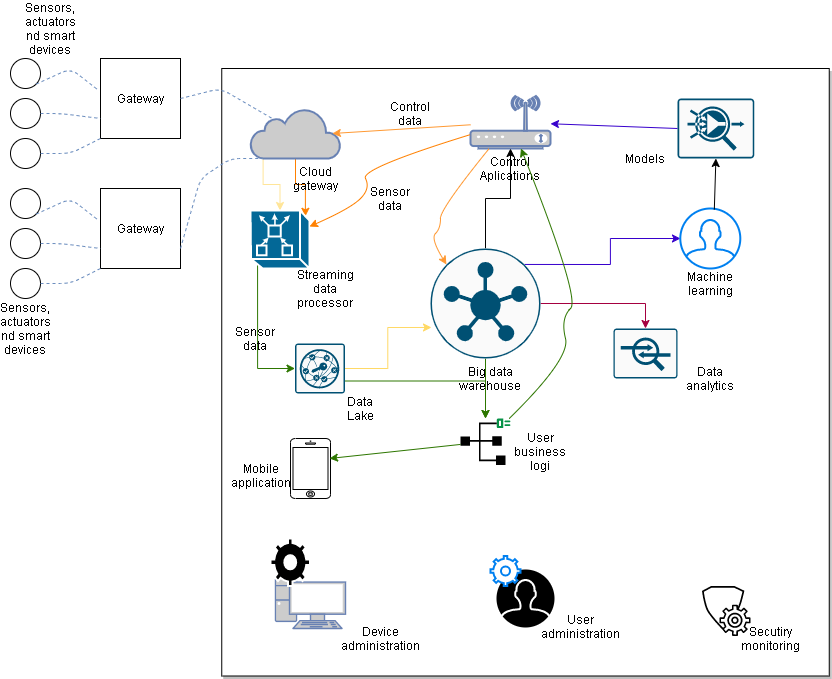 Sensors,
actuators
nd smart
devices
Gateway
Gateway
Sensors,
actuators
nd smart
devices
Control
data
Cloud
gateway
Sensor
data
Control
Aplications
Models
Machine
learning
Streaming
data
processor
Sensor
data
Big data
warehouse
Data
analytics
Data
Lake
User
business
logi
Mobile
application
Device
administration
User
administration
Secutiry
monitoring